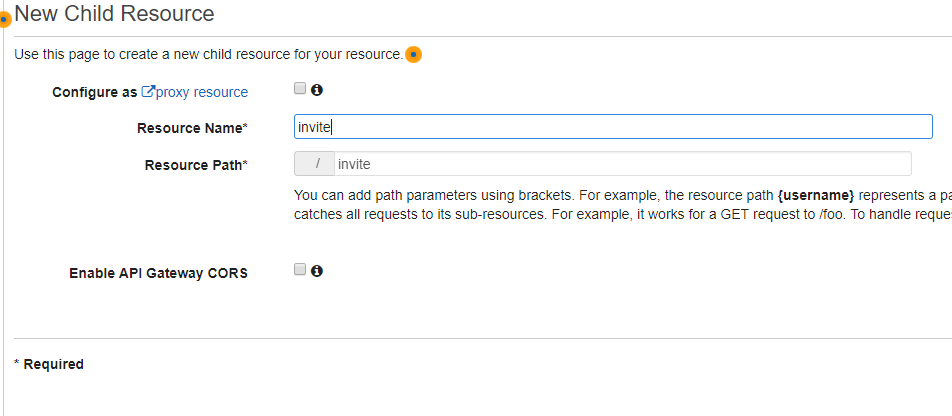 New Child Resource
Use this page to create a new child resource for your resource.
Configure as proxy resource
Resource Name* invite
Resource Path* / invite
You can add path parameters using brackets. For example, the resource path {username} represents a
catches all requests to its sub-resources. For example, it works for a GET request to /foo. To handle
Enable API Gateway CORS
* Required